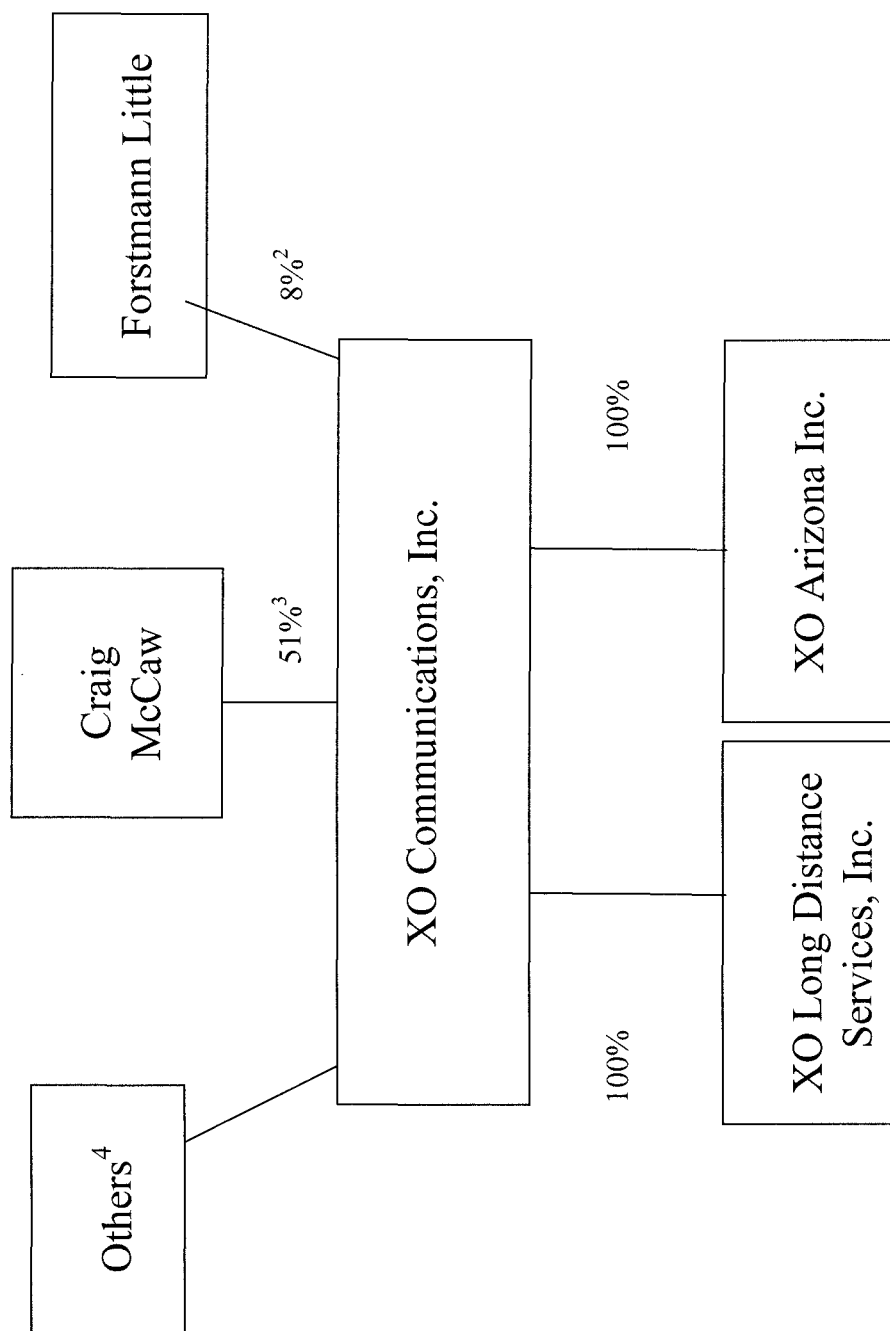 Others⁴
Craig
McCaw
Forstmann Little
51%³
8%²
XO Communications, Inc.
100%
100%
XO Long Distance
Services, Inc.
XO Arizona Inc.